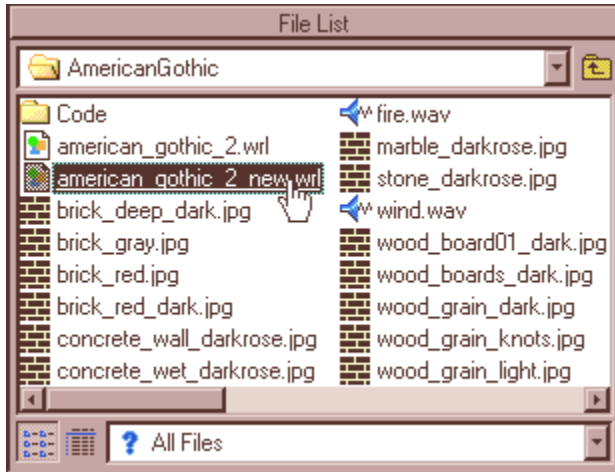 File List
AmericanGothic
Code
american_gothic_2.wrl
american_gothic_2_new.wrl
brick_deep_dark.jpg
brick_gray.jpg
brick_red.jpg
brick_red_dark.jpg
concrete_wall_darkrose.jpg
concrete_wet_darkrose.jpg
fire.wav
marble_darkrose.jpg
stone_darkrose.jpg
wind.wav
wood_board01_dark.jpg
wood_boards_dark.jpg
wood_grain_dark.jpg
wood_grain_knots.jpg
wood_grain_light.jpg
All Files